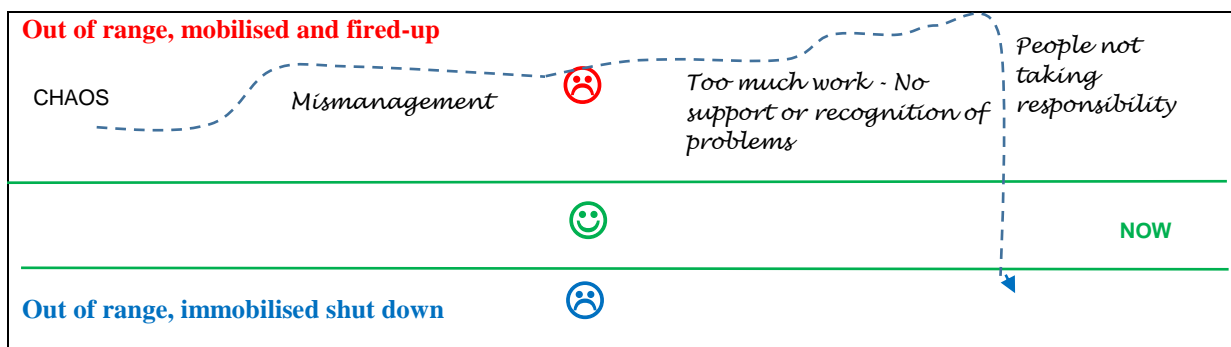 Out of range, mobilised and fired-up
CHAOS
Mismanagement
Too much work - No
support or recognition of
problems
People not
taking
responsibility
NOW
Out of range, immobilised shut down